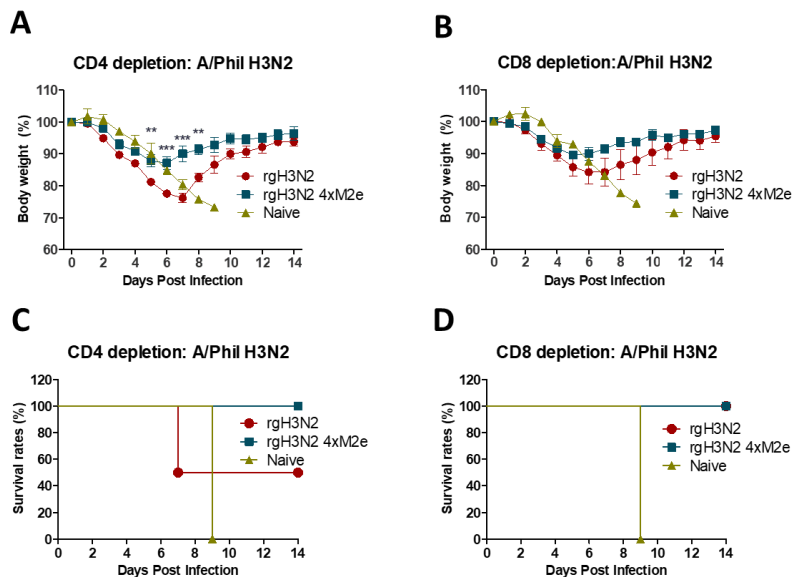 A
CD4 depletion: A/Phil H3N2
Body weight (%)
110
100
90
80
70
60
**
***
***
**
rgH3N2
rgH3N2 4xM2e
Naive
0 2 4 6 8 10 12 14
Days Post Infection
B
CD8 depletion:A/Phil H3N2
Body weight (%)
110
100
90
80
70
60
rgH3N2
rgH3N2 4xM2e
Naive
0 2 4 6 8 10 12 14
Days Post Infection
C
CD4 depletion: A/Phil H3N2
Survival rates (%)
120
100
80
60
40
20
0
rgH3N2
rgH3N2 4xM2e
Naive
0 2 4 6 8 10 12 14
Days Post Infection
D
CD8 depletion: A/Phil H3N2
Survival rates (%)
120
100
80
60
40
20
0
rgH3N2
rgH3N2 4xM2e
Naive
0 2 4 6 8 10 12 14
Days Post Infection